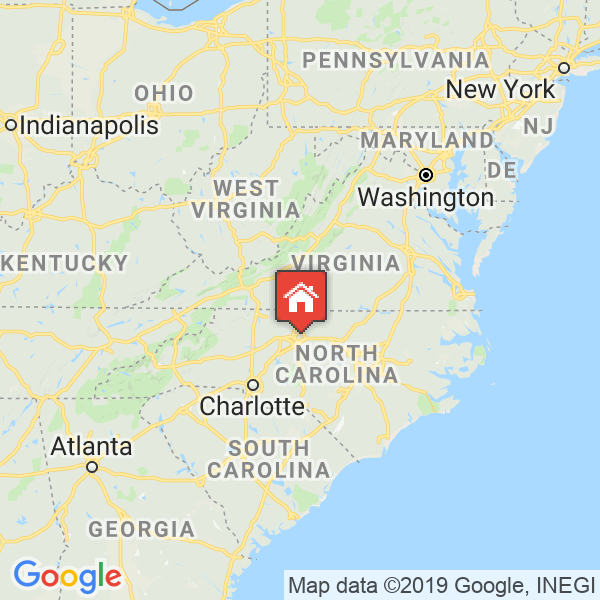 PENNSYLVANIA
New York
OHIO
Indianapolis
NJ
MARYLAND
DE
Washington
WEST
VIRGINIA
KENTUCKY
VIRGINIA
NORTH
CAROLINA
Charlotte
Atlanta
SOUTH
CAROLINA
GEORGIA
Google
Map data ©2019 Google, INEGI